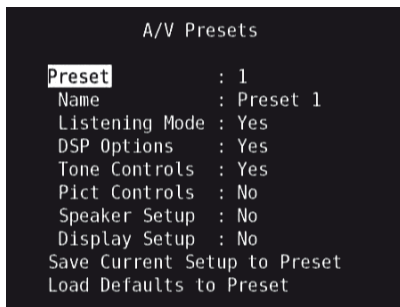 A/V Presets
Preset : 1
Name : Preset 1
Listening Mode : Yes
DSP Options : Yes
Tone Controls : Yes
Pict Controls : No
Speaker Setup : No
Display Setup : No
Save Current Setup to Preset
Load Defaults to Preset